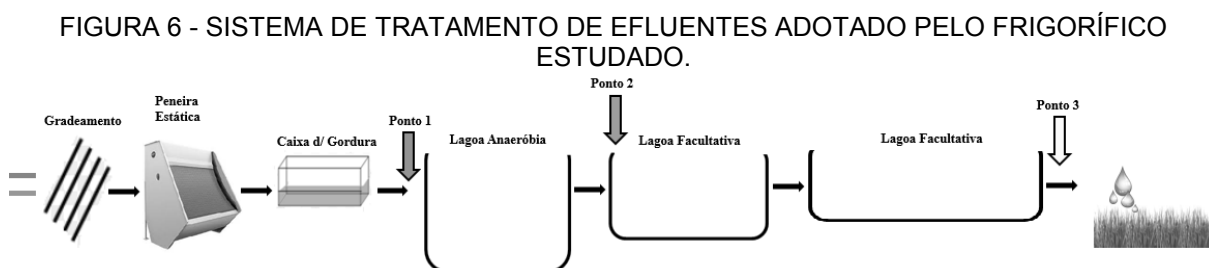 FIGURA 6 - SISTEMA DE TRATAMENTO DE EFLUENTES ADOTADO PELO FRIGORÍFICO
ESTUDADO.
Gradeamento
Peneira
Estática
Caixa d/ Gordura
Ponto 1
Lagoa Anaeróbia
Ponto 2
Lagoa Facultativa
Lagoa Facultativa
Ponto 3